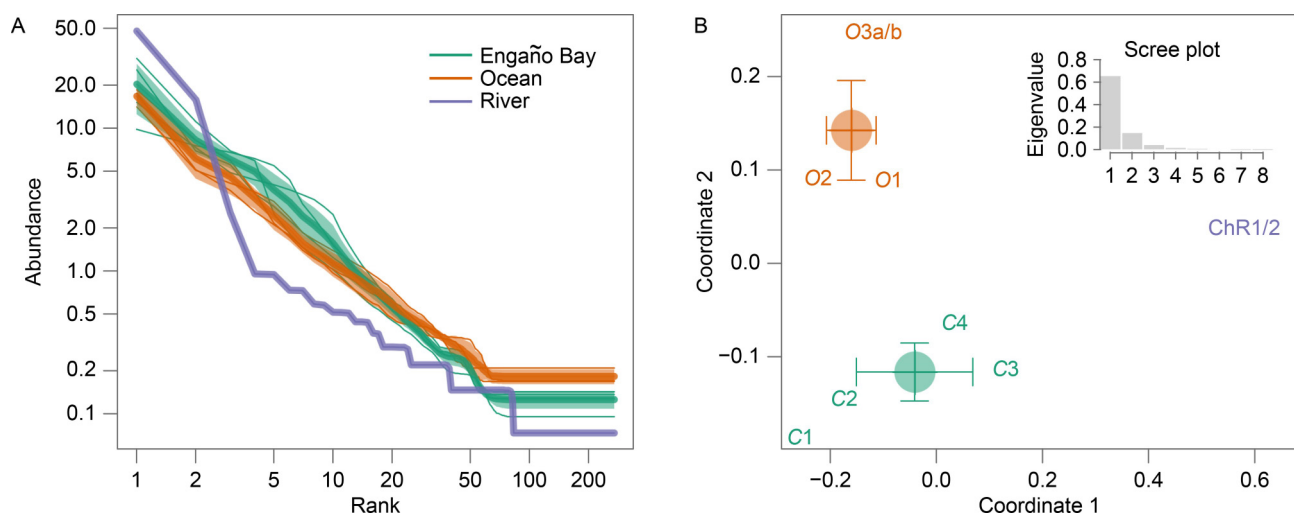 A
50.0
20.0
10.0
5.0
2.0
1.0
0.5
0.2
0.1
Abundance
1 2 5 10 20 50 100 200
Rank
Engaño Bay
Ocean
River
B
O3a/b
O2 O1
ChR1/2
C4
C3
C2
C1
0.2
0.1
0.0
−0.1
Coordinate 2
−0.2 0.0 0.2 0.4 0.6
Coordinate 1
Scree plot
0.8
0.6
0.4
0.2
0.0
Eigenvalue
1 2 3 4 5 6 7 8